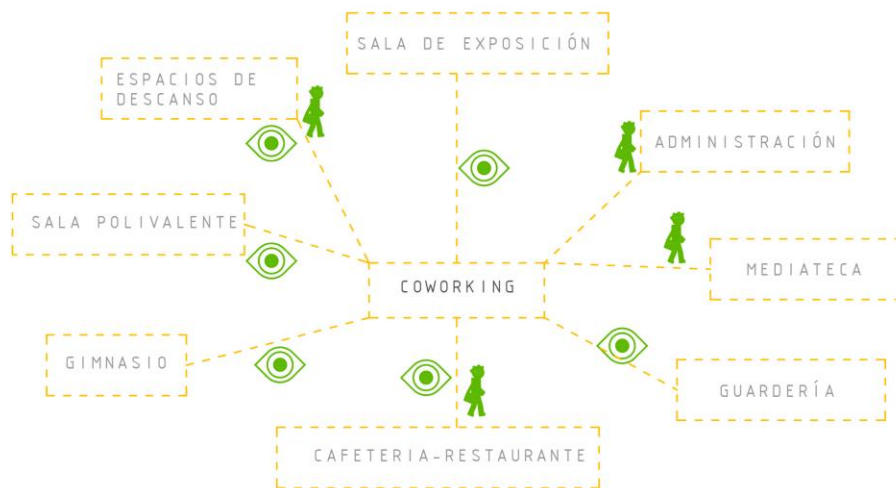 SALA DE EXPOSICIÓN
ESPACIOS DE
DESCANSO
ADMINISTRACIÓN
SALA POLIVALENTE
MEDIATECA
COWORKING
GIMNASIO
GUARDERÍA
CAFETERIA-RESTAURANTE